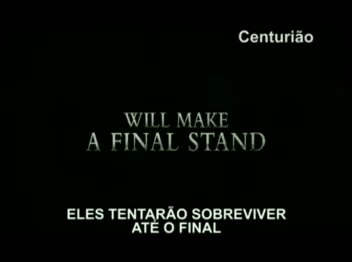 Centurião
WILL MAKE
A FINAL STAND
ELES TENTARÃO SOBREVIVER
ATÉ O FINAL